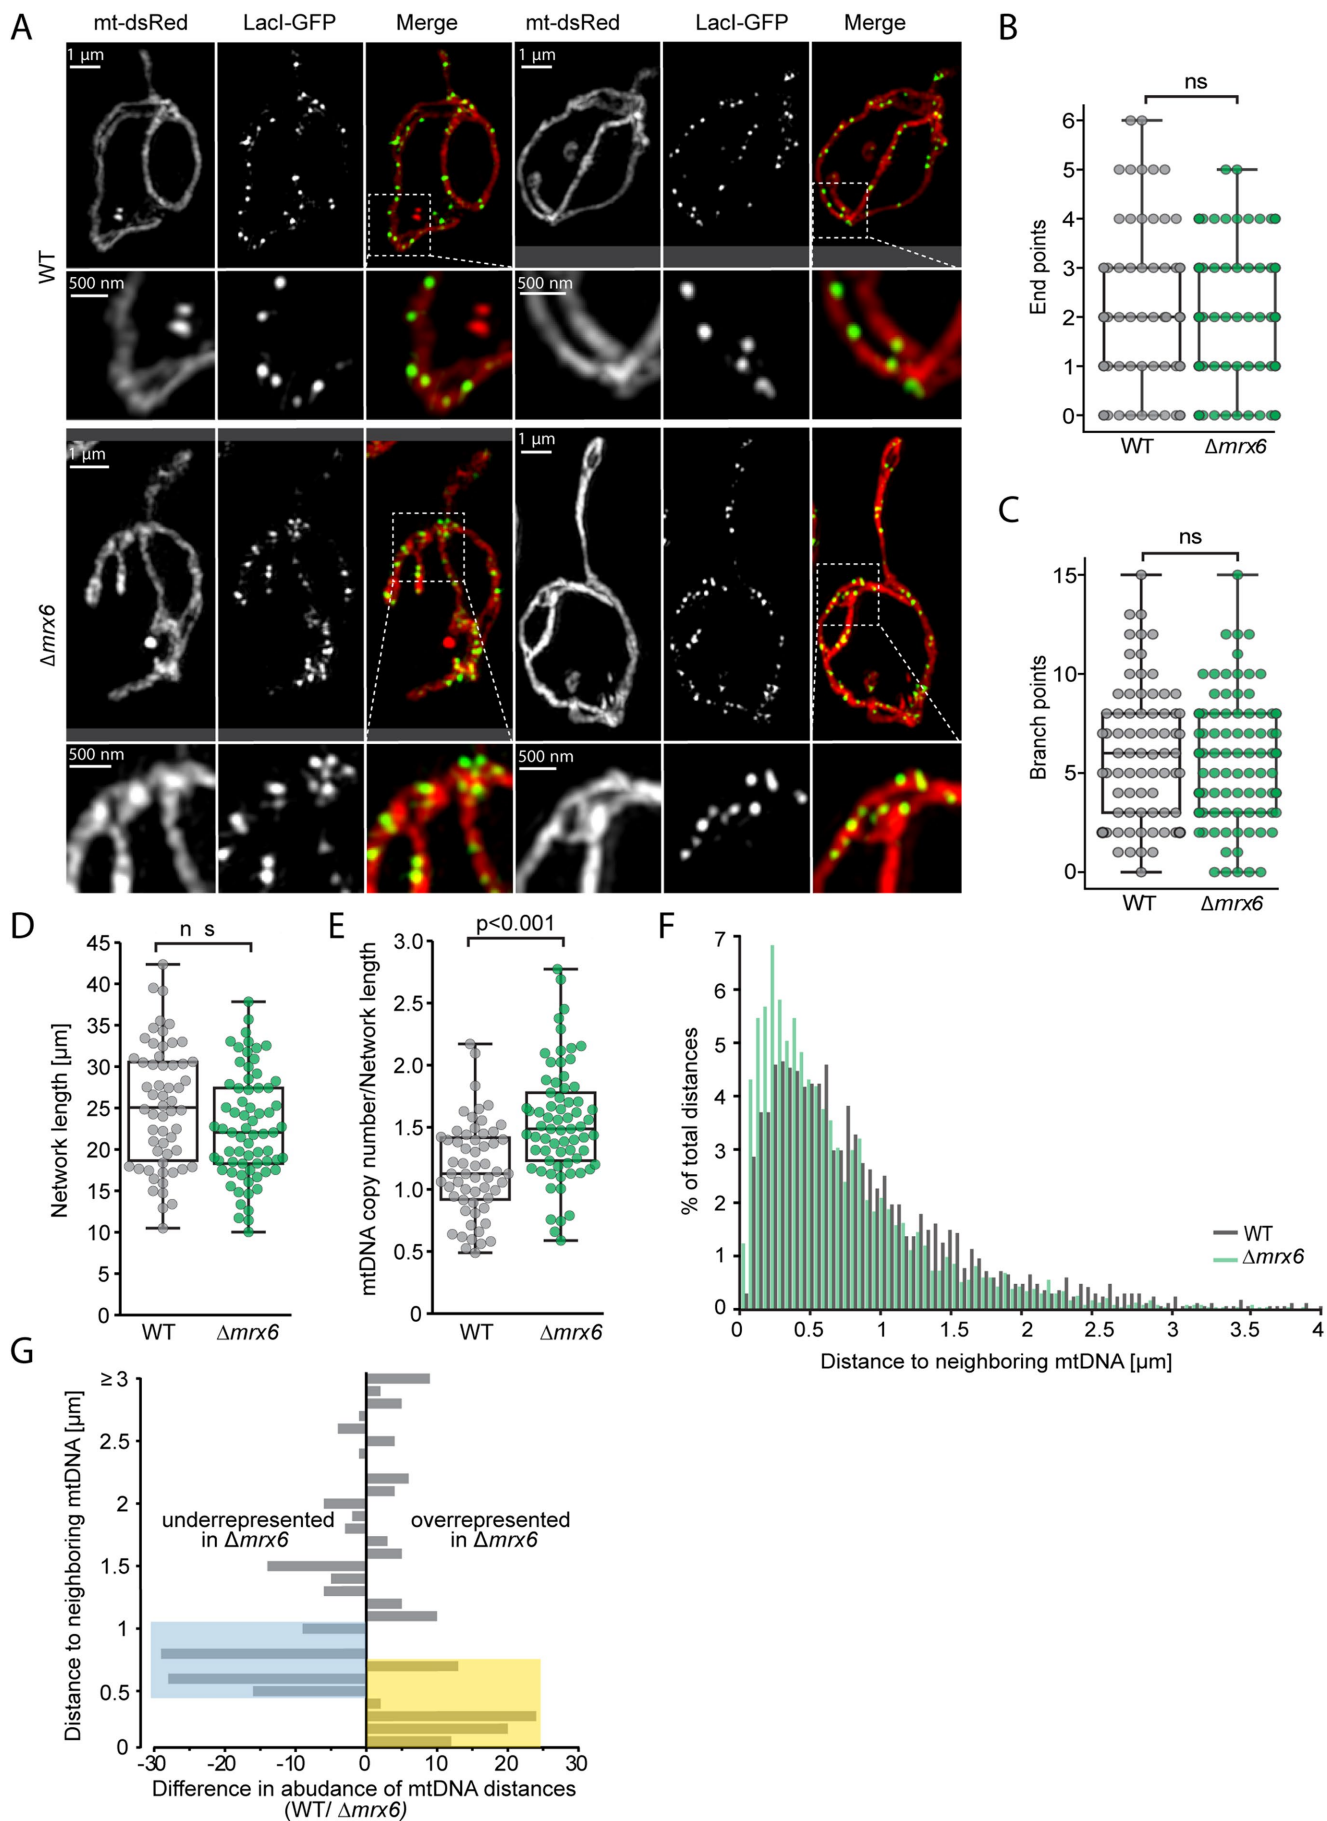 A
mt-dsRed LacI-GFP Merge mt-dsRed LacI-GFP Merge
1 µm 1 µm
WT
500 nm 500 nm
1 µm 1 µm
Δmrx6
500 nm 500 nm
B
ns
End points
6
5
4
3
2
1
0
WT Δmrx6
C
ns
Branch points
15
10
5
0
WT Δmrx6
D
n s
Network length [µm]
45
40
35
30
25
20
15
10
5
0
WT Δmrx6
E
p<0.001
mtDNA copy number/Network length
3.0
2.5
2.0
1.5
1.0
0.5
0
WT Δmrx6
F
% of total distances
7
6
5
4
3
2
1
0
WT
Δmrx6
0 0.5 1 1.5 2 2.5 3 3.5 4
Distance to neighboring mtDNA [µm]
G
Distance to neighboring mtDNA [µm]
≥ 3
2.5
2
1.5
1
0.5
0
underrepresented
in Δmrx6
overrepresented
in Δmrx6
-30 -20 -10 0 10 20 30
Difference in abudance of mtDNA distances
(WT/ Δmrx6)